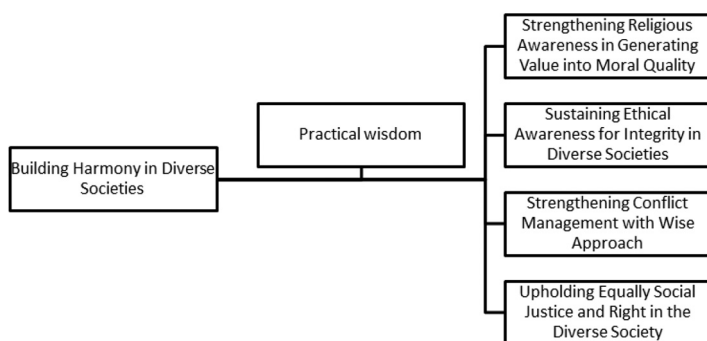 Building Harmony in Diverse
Societies
Practical wisdom
Strengthening Religious
Awareness in Generating
Value into Moral Quality
Sustaining Ethical
Awareness for Integrity in
Diverse Societies
Strengthening Conflict
Management with Wise
Approach
Upholding Equally Social
Justice and Right in the
Diverse Society